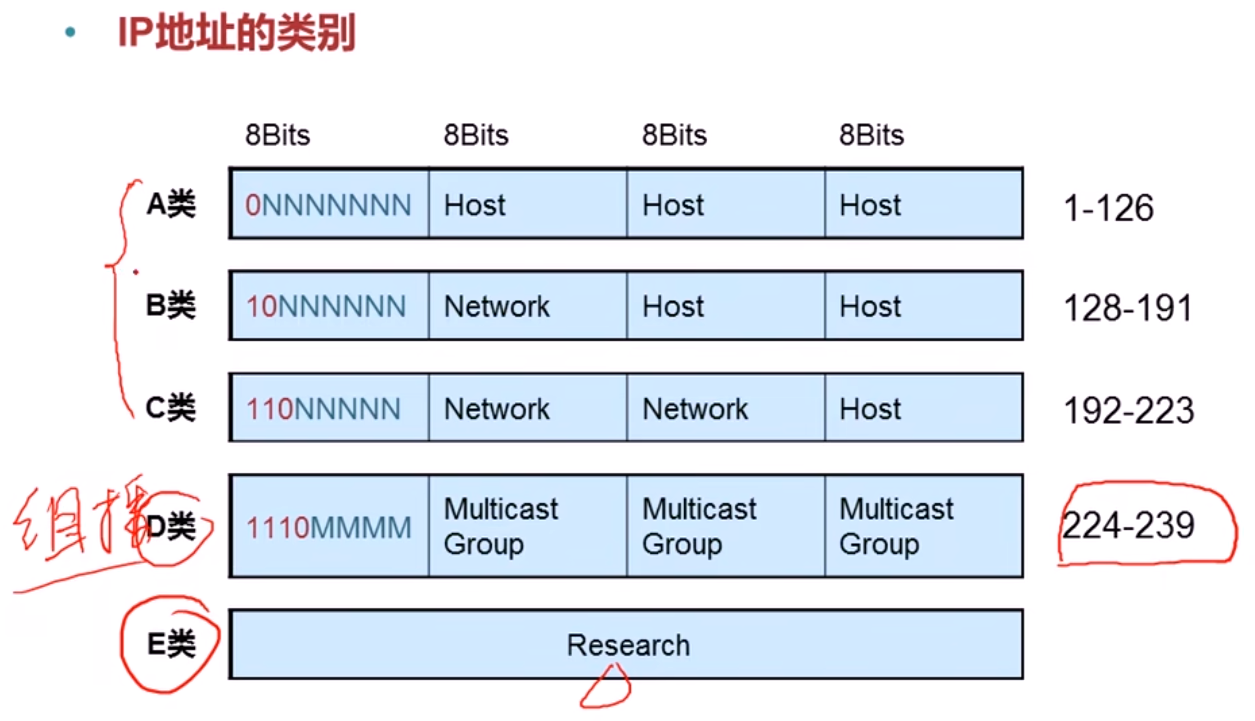 • IP地址的类别
8Bits 8Bits 8Bits 8Bits
A类 0NNNNNNN Host Host Host 1-126
B类 10NNNNNN Network Host Host 128-191
C类 110NNNNN Network Network Host 192-223
组播 D类 1110MMMM Multicast Group Multicast Group Multicast Group 224-239
E类 Research